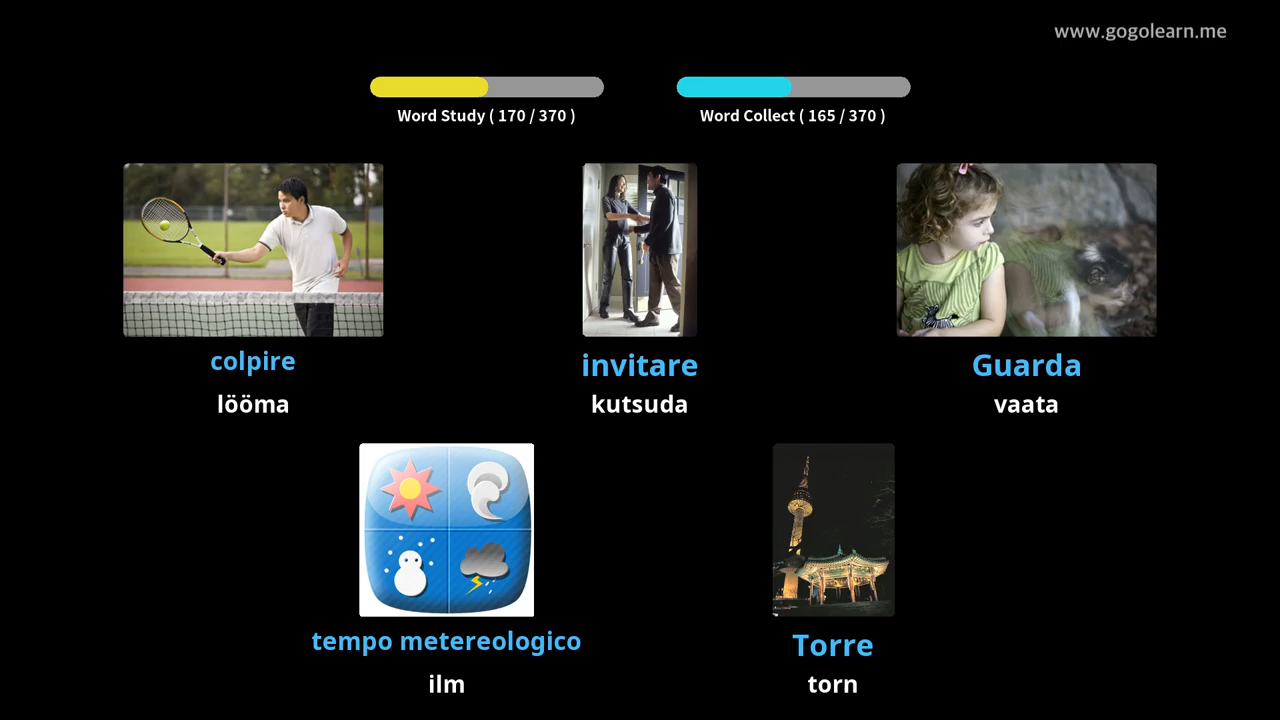 www.gogolearn.me
Word Study ( 170 / 370 )
Word Collect ( 165 / 370 )
colpire
invitare
Guarda
lööma
kutsuda
vaata
tempo metereologico
Torre
ilm
torn